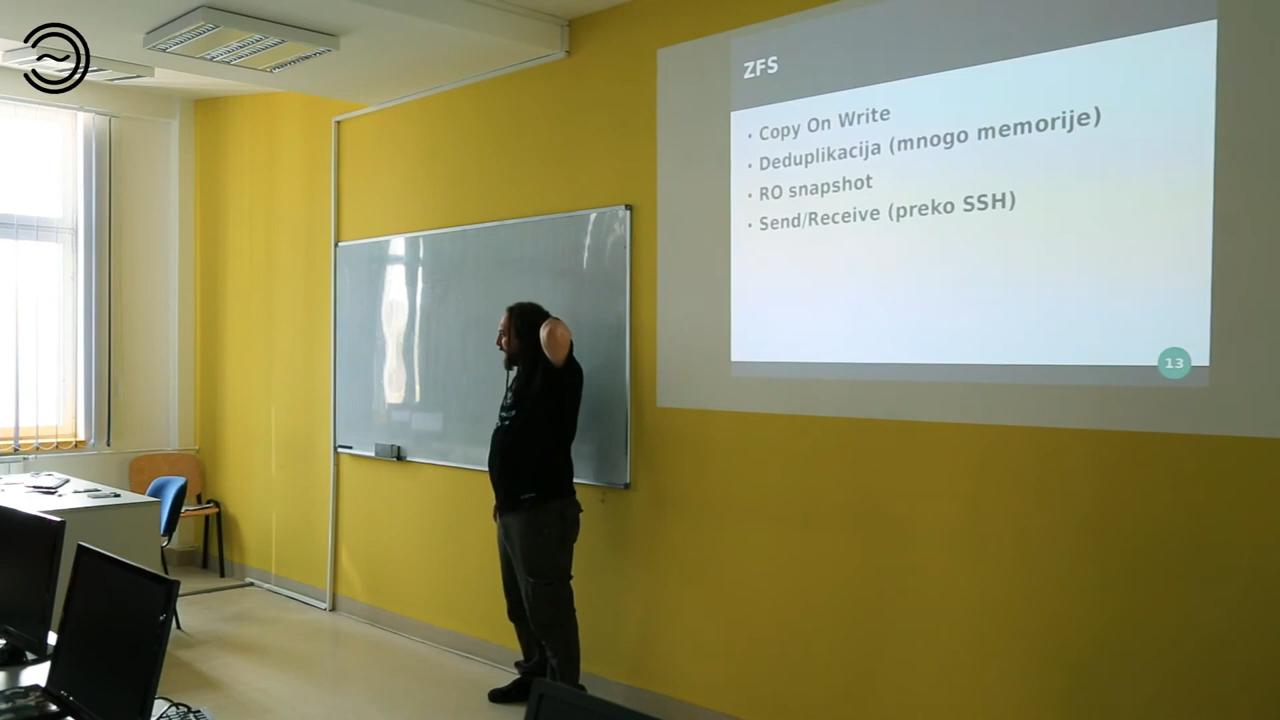 ZFS
• Copy On Write
• Deduplikacija (mnogo memorije)
• RO snapshot
• Send/Receive (preko SSH)
13